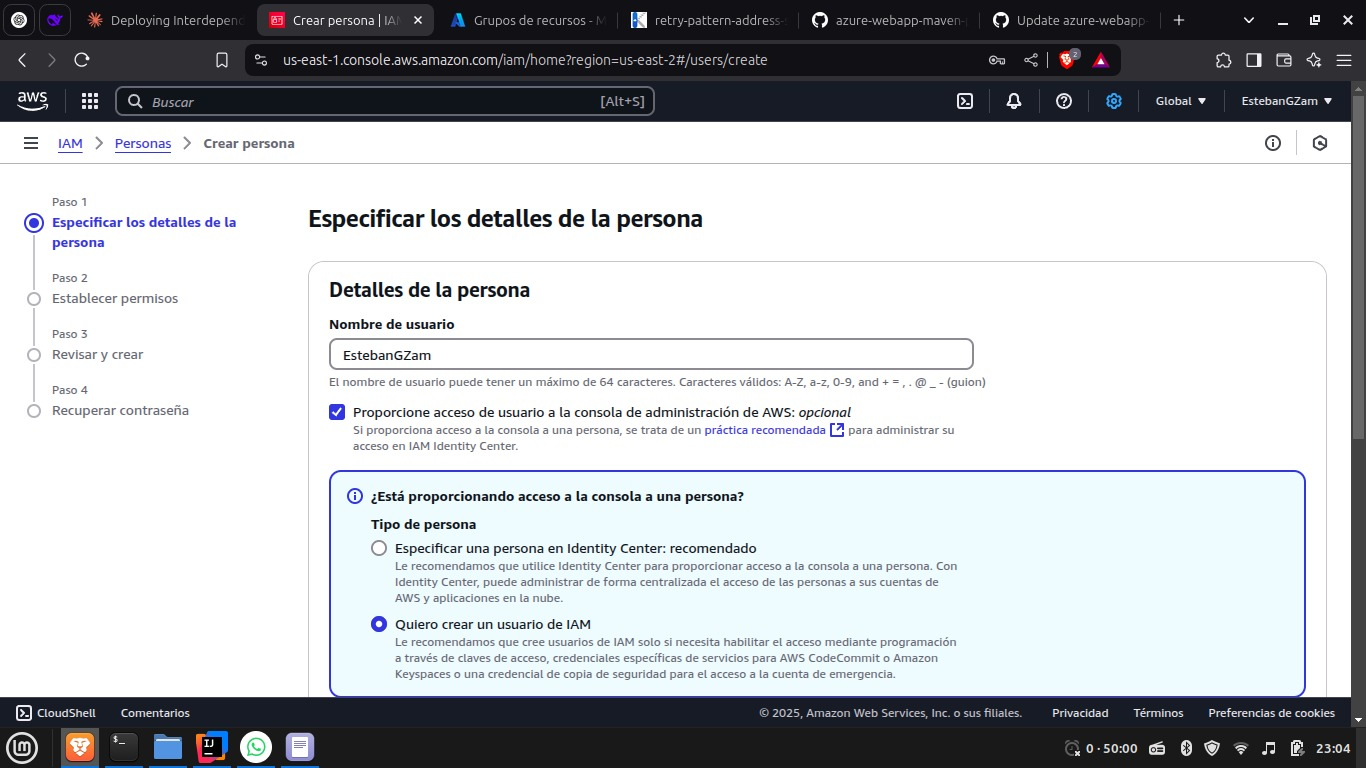 Deploying Interdepend
Crear persona | IA
Grupos de recursos - M
retry-pattern-address-
azure-webapp-maven-
Update azure-webapp-
us-east-1.console.aws.amazon.com/iam/home?region=us-east-2#/users/create
2
aws
Buscar
[Alt+S]
Global
EstebanGZam
IAM
Personas
Crear persona
Paso 1
Especificar los detalles de la
persona
Paso 2
Establecer permisos
Paso 3
Revisar y crear
Paso 4
Recuperar contraseña
Especificar los detalles de la persona
Detalles de la persona
Nombre de usuario
EstebanGZam
El nombre de usuario puede tener un máximo de 64 caracteres. Caracteres válidos: A-Z, a-z, 0-9, and + = , . @ _ - (guion)
Proporcione acceso de usuario a la consola de administración de AWS: opcional
Si proporciona acceso a la consola a una persona, se trata de un práctica recomendada para administrar su
acceso en IAM Identity Center.
¿Está proporcionando acceso a la consola a una persona?
Tipo de persona
Especificar una persona en Identity Center: recomendado
Le recomendamos que utilice Identity Center para proporcionar acceso a la consola a una persona. Con
Identity Center, puede administrar de forma centralizada el acceso de las personas a sus cuentas de
AWS y aplicaciones en la nube.
Quiero crear un usuario de IAM
Le recomendamos que cree usuarios de IAM solo si necesita habilitar el acceso mediante programación
a través de claves de acceso, credenciales específicas de servicios para AWS CodeCommit o Amazon
Keyspaces o una credencial de copia de seguridad para el acceso a la cuenta de emergencia.
CloudShell
Comentarios
© 2025, Amazon Web Services, Inc. o sus filiales.
Privacidad
Términos
Preferencias de cookies
$_
IJ
0 · 50:00
23:04